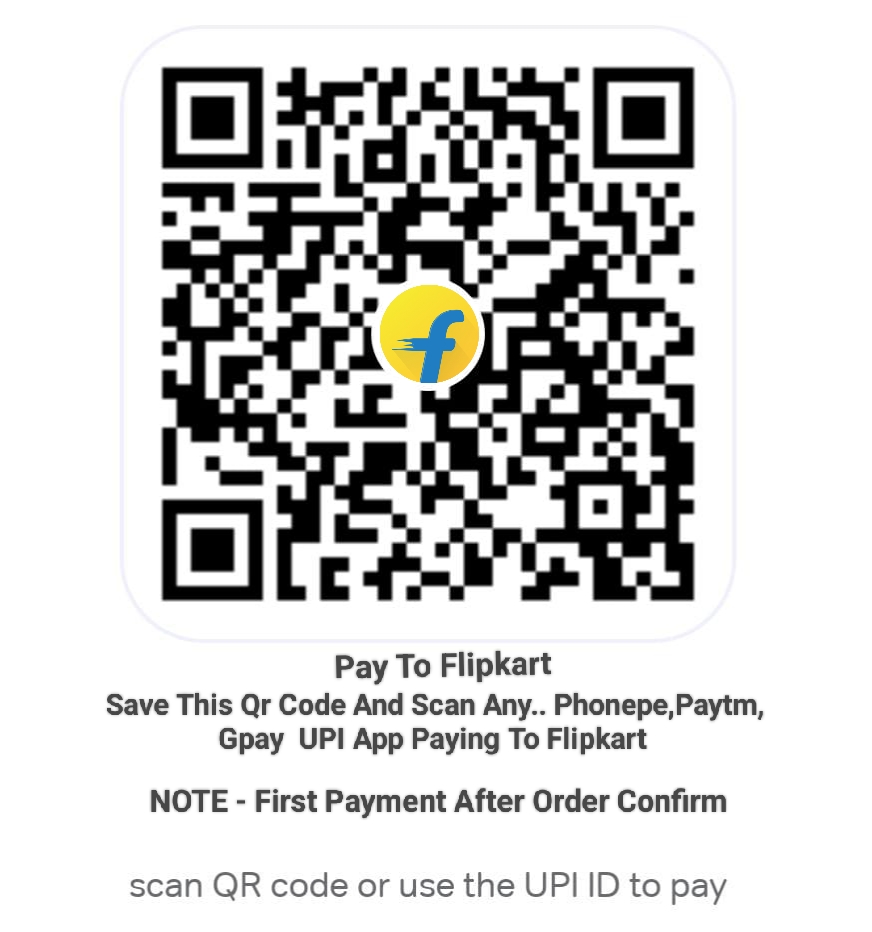 Pay To Flipkart
Save This Qr Code And Scan Any.. Phonepe,Paytm,
Gpay UPI App Paying To Flipkart
NOTE - First Payment After Order Confirm
scan QR code or use the UPI ID to pay